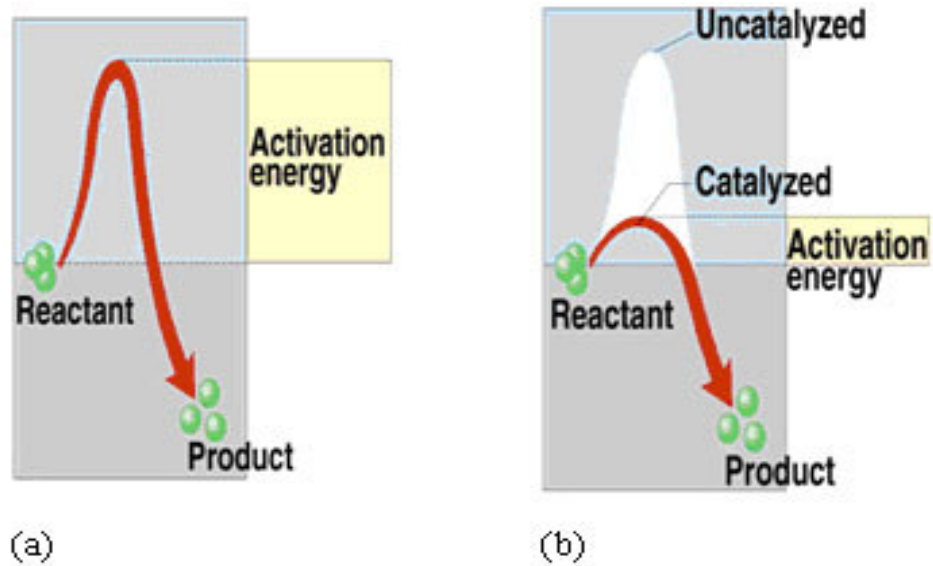 Activation
energy
Reactant
Product
(a)
Uncatalyzed
Catalyzed
Activation
energy
Reactant
Product
(b)